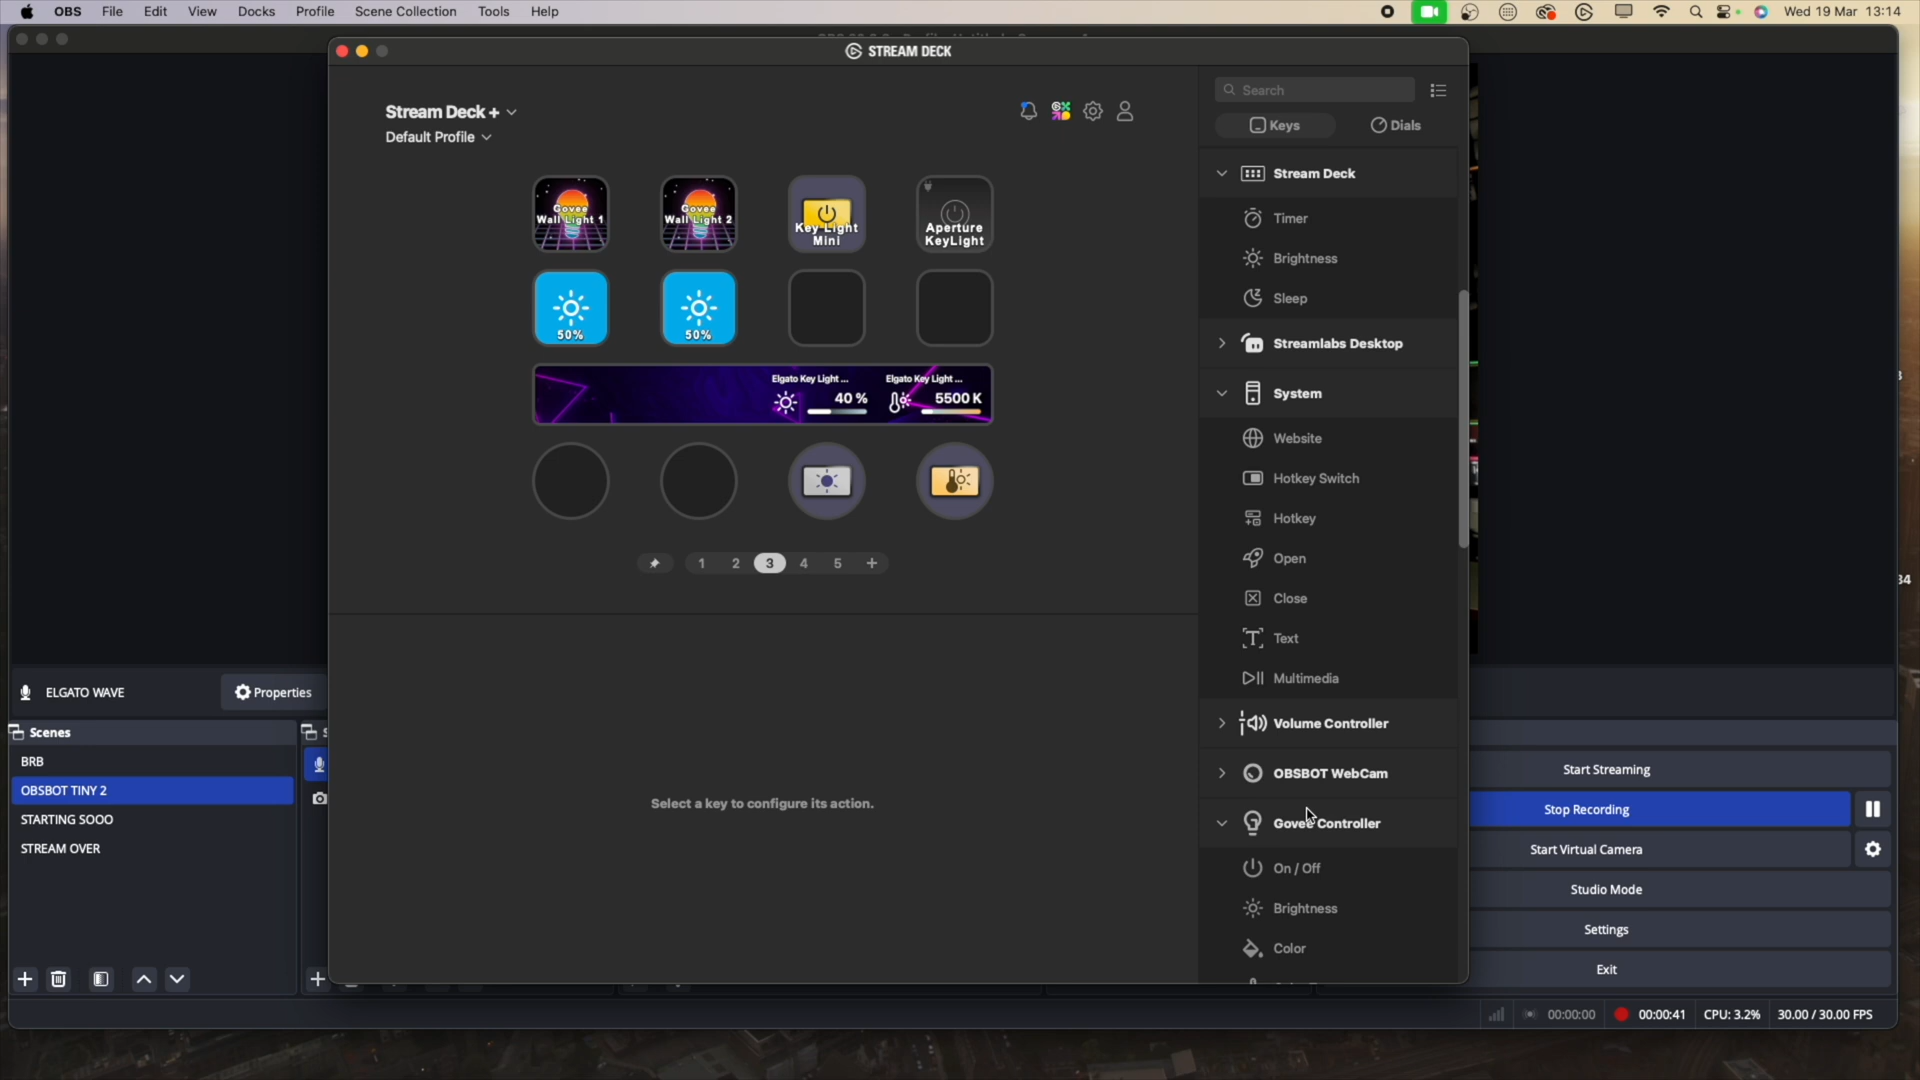 OBS File Edit View Docks Profile Scene Collection Tools Help
Wed 19 Mar 13:14
STREAM DECK
Stream Deck +
Default Profile
Search
Keys Dials
Govee
Wall Light 1
Govee
Wall Light 2
Key Light
Mini
Aperture
KeyLight
50%
50%
Elgato Key Light ...
40 %
Elgato Key Light ...
5500 K
1 2 3 4 5 +
Select a key to configure its action.
Stream Deck
Timer
Brightness
Sleep
Streamlabs Desktop
System
Website
Hotkey Switch
Hotkey
Open
Close
Text
Multimedia
Volume Controller
OBSBOT WebCam
Govee Controller
On / Off
Brightness
Color
34
ELGATO WAVE
Properties
Scenes
BRB
OBSBOT TINY 2
STARTING SOOO
STREAM OVER
Start Streaming
Stop Recording
Start Virtual Camera
Studio Mode
Settings
Exit
00:00:00 00:00:41 CPU: 3.2% 30.00 / 30.00 FPS